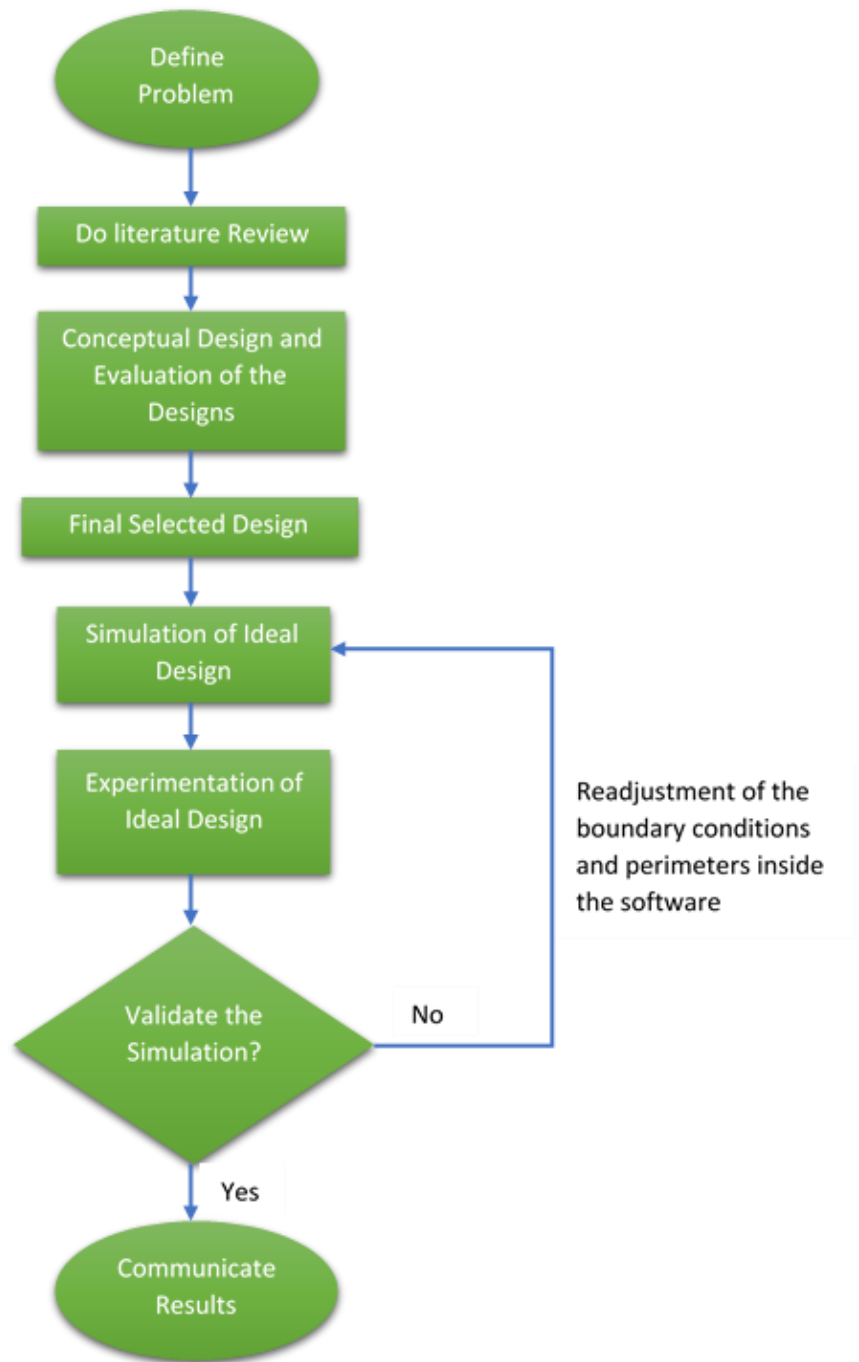 Define
Problem
Do literature Review
Conceptual Design and
Evaluation of the
Designs
Final Selected Design
Simulation of Ideal
Design
Experimentation of
Ideal Design
Readjustment of the
boundary conditions
and perimeters inside
the software
Validate the
Simulation?
No
Yes
Communicate
Results